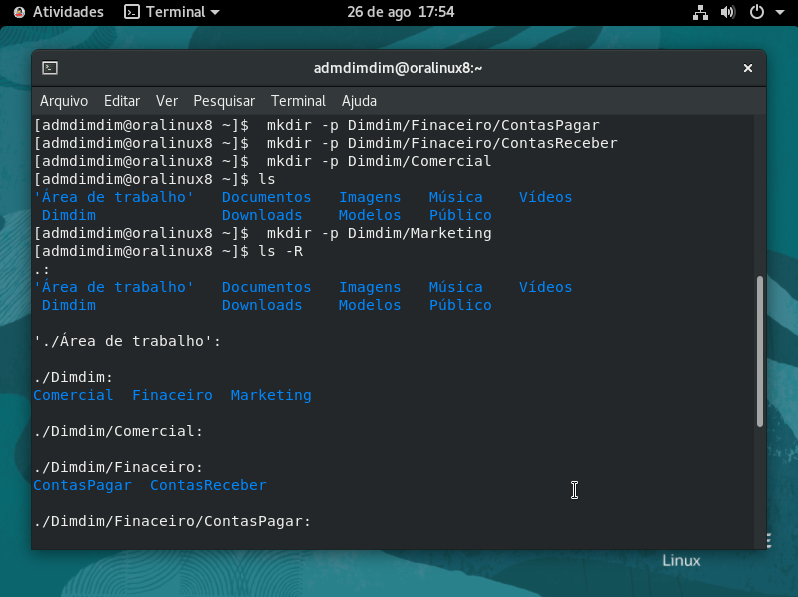 Atividades Terminal 26 de ago 17:54
admdimdim@oralinux8:~
Arquivo Editar Ver Pesquisar Terminal Ajuda
[admdimdim@oralinux8 ~]$  mkdir -p Dimdim/Finaceiro/ContasPagar
[admdimdim@oralinux8 ~]$  mkdir -p Dimdim/Finaceiro/ContasReceber
[admdimdim@oralinux8 ~]$  mkdir -p Dimdim/Comercial
[admdimdim@oralinux8 ~]$ ls
'Área de trabalho'   Documentos   Imagens   Música    Vídeos
 Dimdim              Downloads    Modelos   Público
[admdimdim@oralinux8 ~]$  mkdir -p Dimdim/Marketing
[admdimdim@oralinux8 ~]$ ls -R
.:
'Área de trabalho'   Documentos   Imagens   Música    Vídeos
 Dimdim              Downloads    Modelos   Público
'./Área de trabalho':
./Dimdim:
Comercial  Finaceiro  Marketing
./Dimdim/Comercial:
./Dimdim/Finaceiro:
ContasPagar  ContasReceber
./Dimdim/Finaceiro/ContasPagar:
Linux